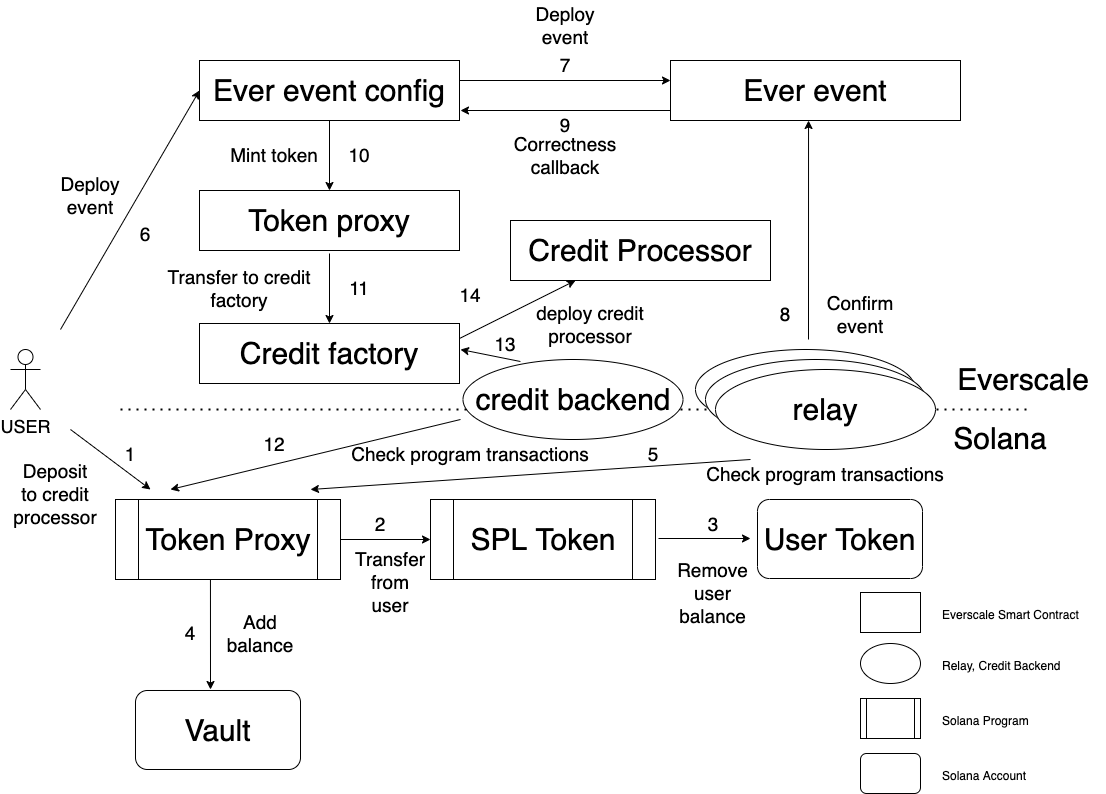 Deploy
event
7
Ever event config
Ever event
9
Correctness
callback
Mint token
10
Deploy
event
6
Token proxy
Credit Processor
Transfer to credit
factory
11
14
deploy credit
processor
8
Confirm
event
Credit factory
13
credit backend
relay
Everscale
Solana
USER
1
12
Check program transactions
5
Check program transactions
Deposit
to credit
processor
Token Proxy
2
Transfer
from
user
SPL Token
3
Remove
user
balance
User Token
4
Add
balance
Vault
Everscale Smart Contract
Relay, Credit Backend
Solana Program
Solana Account